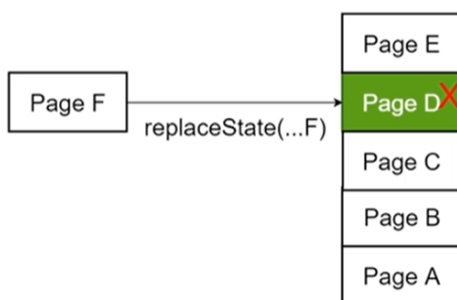 Page E
Page F
Page D
replaceState(...F)
Page C
Page B
Page A